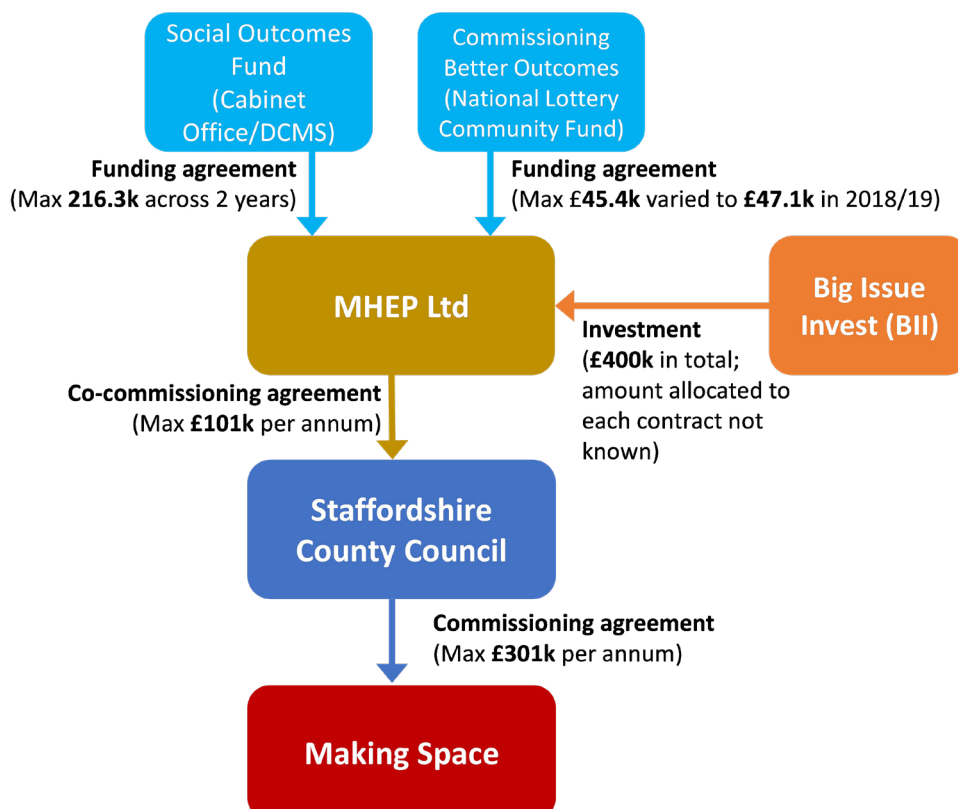 Social Outcomes
Fund
(Cabinet
Office/DCMS)
Commissioning
Better Outcomes
(National Lottery
Community Fund)
Funding agreement
(Max 216.3k across 2 years)
Funding agreement
(Max £45.4k varied to £47.1k in 2018/19)
MHEP Ltd
Big Issue
Invest (BII)
Investment
(£400k in total;
amount allocated to
each contract not
known)
Co-commissioning agreement
(Max £101k per annum)
Staffordshire
County Council
Commissioning agreement
(Max £301k per annum)
Making Space